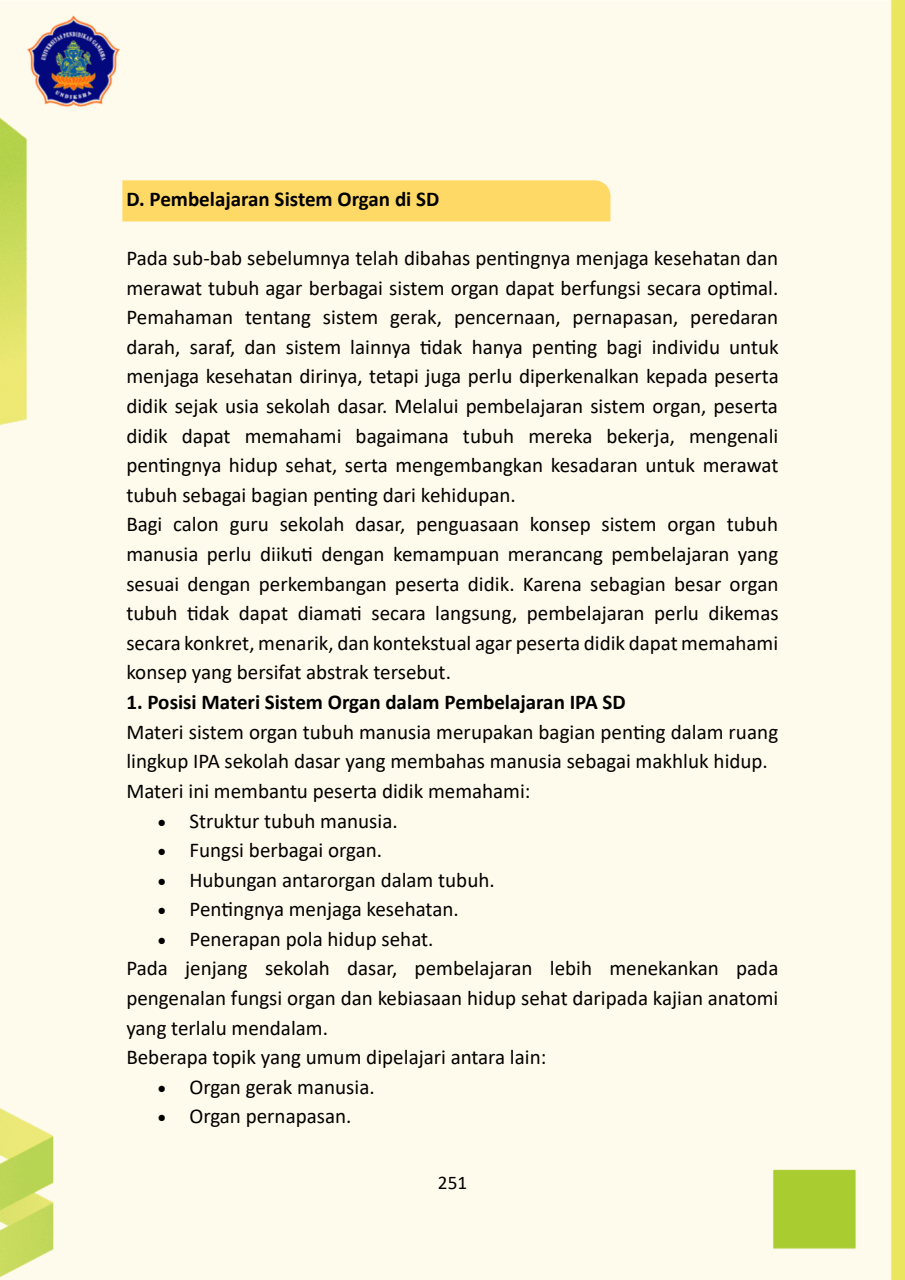 UNIVERSITAS PENDIDIKAN GANESHA
UNDIKSHA
D. Pembelajaran Sistem Organ di SD
Pada sub-bab sebelumnya telah dibahas pentingnya menjaga kesehatan dan
merawat tubuh agar berbagai sistem organ dapat berfungsi secara optimal.
Pemahaman tentang sistem gerak, pencernaan, pernapasan, peredaran
darah, saraf, dan sistem lainnya tidak hanya penting bagi individu untuk
menjaga kesehatan dirinya, tetapi juga perlu diperkenalkan kepada peserta
didik sejak usia sekolah dasar. Melalui pembelajaran sistem organ, peserta
didik dapat memahami bagaimana tubuh mereka bekerja, mengenali
pentingnya hidup sehat, serta mengembangkan kesadaran untuk merawat
tubuh sebagai bagian penting dari kehidupan.
Bagi calon guru sekolah dasar, penguasaan konsep sistem organ tubuh
manusia perlu diikuti dengan kemampuan merancang pembelajaran yang
sesuai dengan perkembangan peserta didik. Karena sebagian besar organ
tubuh tidak dapat diamati secara langsung, pembelajaran perlu dikemas
secara konkret, menarik, dan kontekstual agar peserta didik dapat memahami
konsep yang bersifat abstrak tersebut.
1. Posisi Materi Sistem Organ dalam Pembelajaran IPA SD
Materi sistem organ tubuh manusia merupakan bagian penting dalam ruang
lingkup IPA sekolah dasar yang membahas manusia sebagai makhluk hidup.
Materi ini membantu peserta didik memahami:
• Struktur tubuh manusia.
• Fungsi berbagai organ.
• Hubungan antarorgan dalam tubuh.
• Pentingnya menjaga kesehatan.
• Penerapan pola hidup sehat.
Pada jenjang sekolah dasar, pembelajaran lebih menekankan pada
pengenalan fungsi organ dan kebiasaan hidup sehat daripada kajian anatomi
yang terlalu mendalam.
Beberapa topik yang umum dipelajari antara lain:
• Organ gerak manusia.
• Organ pernapasan.
251